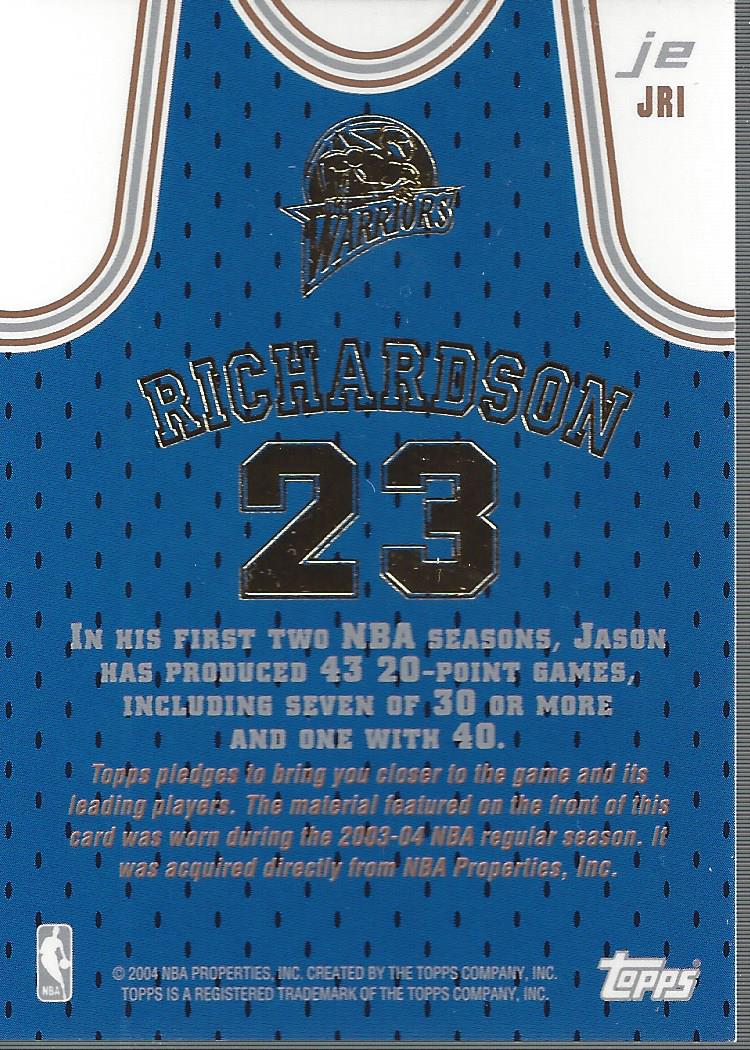 je
JRI
WARRIORS
RICHARDSON
23
IN HIS FIRST TWO NBA SEASONS, JASON
HAS PRODUCED 43 20-POINT GAMES,
INCLUDING SEVEN OF 30 OR MORE
AND ONE WITH 40.
Topps pledges to bring you closer to the game and its
leading players. The material featured on the front of this
card was worn during the 2003-04 NBA regular season. It
was acquired directly from NBA Properties, Inc.
NBA
© 2004 NBA PROPERTIES, INC. CREATED BY THE TOPPS COMPANY, INC.
TOPPS IS A REGISTERED TRADEMARK OF THE TOPPS COMPANY, INC.
topps®